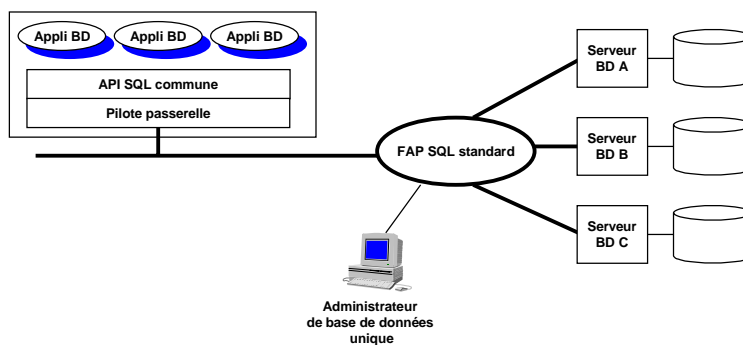 Appli BD
Appli BD
Appli BD
API SQL commune
Pilote passerelle
FAP SQL standard
Serveur
BD A
Serveur
BD B
Serveur
BD C
Administrateur
de base de données
unique